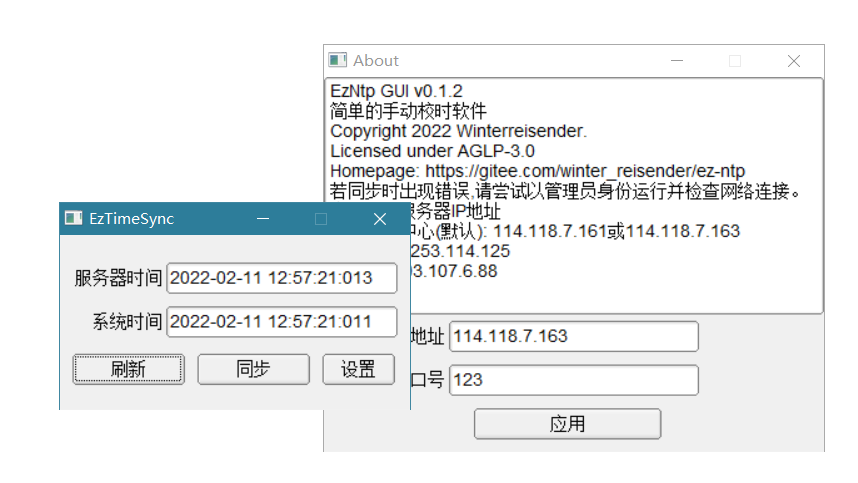 About
EzNtp GUI v0.1.2
简单的手动校时软件
Copyright 2022 Winterreisender.
Licensed under AGLP-3.0
Homepage: https://gitee.com/winter_reisender/ez-ntp
若同步时出现错误,请尝试以管理员身份运行并检查网络连接。
服务器IP地址
中心(默认): 114.118.7.161或114.118.7.163
253.114.125
3.107.6.88
地址 114.118.7.163
口号 123
应用
EzTimeSync
服务器时间 2022-02-11 12:57:21:013
系统时间 2022-02-11 12:57:21:011
刷新 同步 设置